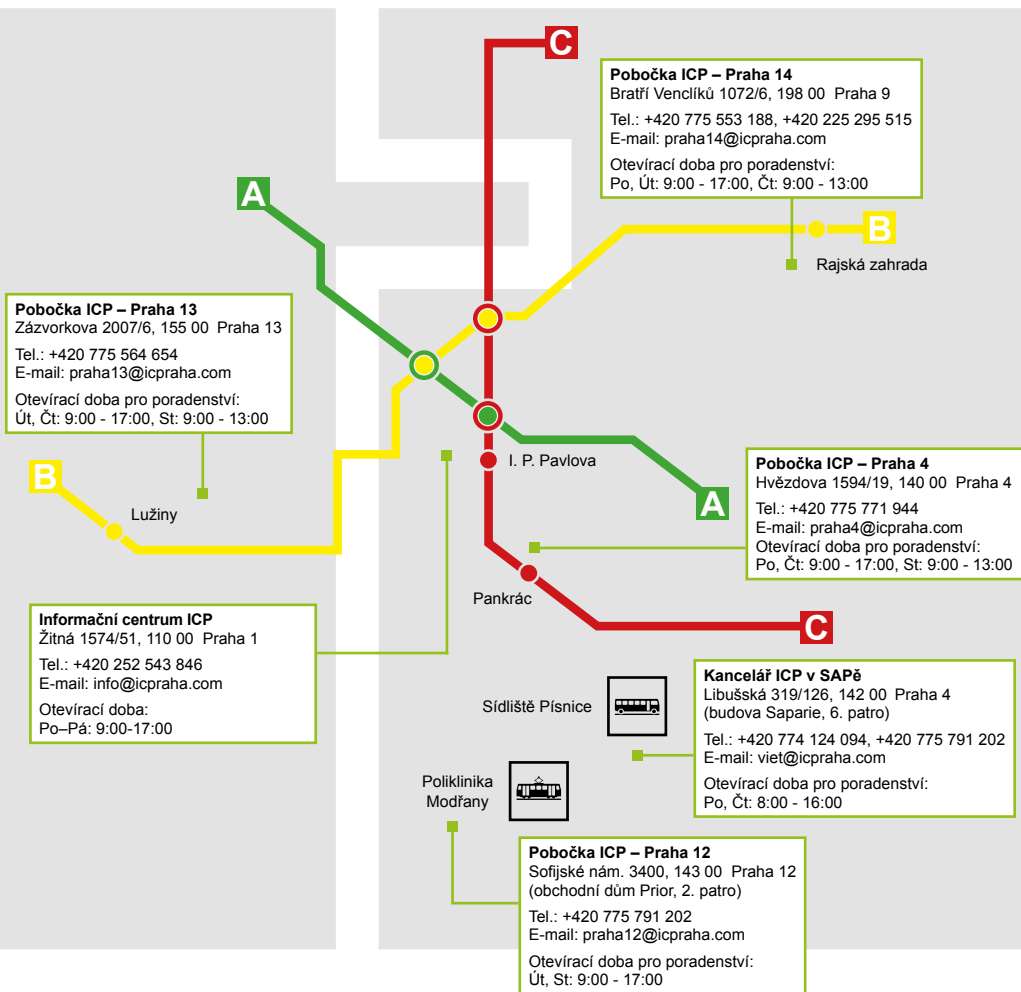 C
Pobočka ICP – Praha 14
Bratří Venclíků 1072/6, 198 00 Praha 9
Tel.: +420 775 553 188, +420 225 295 515
E-mail: praha14@icpraha.com
Otevírací doba pro poradenství:
Po, Út: 9:00 - 17:00, Čt: 9:00 - 13:00
A
B
Rajská zahrada
Pobočka ICP – Praha 13
Zázvorkova 2007/6, 155 00 Praha 13
Tel.: +420 775 564 654
E-mail: praha13@icpraha.com
Otevírací doba pro poradenství:
Út, Čt: 9:00 - 17:00, St: 9:00 - 13:00
I. P. Pavlova
B
Lužiny
A
Pobočka ICP – Praha 4
Hvězdova 1594/19, 140 00 Praha 4
Tel.: +420 775 771 944
E-mail: praha4@icpraha.com
Otevírací doba pro poradenství:
Po, Čt: 9:00 - 17:00, St: 9:00 - 13:00
Pankrác
C
Informační centrum ICP
Žitná 1574/51, 110 00 Praha 1
Tel.: +420 252 543 846
E-mail: info@icpraha.com
Otevírací doba:
Po–Pá: 9:00-17:00
Sídliště Písnice
Kancelář ICP v SAPě
Libušská 319/126, 142 00 Praha 4
(budova Saparie, 6. patro)
Tel.: +420 774 124 094, +420 775 791 202
E-mail: viet@icpraha.com
Otevírací doba pro poradenství:
Po, Čt: 8:00 - 16:00
Poliklinika
Modřany
Pobočka ICP – Praha 12
Sofijské nám. 3400, 143 00 Praha 12
(obchodní dům Prior, 2. patro)
Tel.: +420 775 791 202
E-mail: praha12@icpraha.com
Otevírací doba pro poradenství:
Út, St: 9:00 - 17:00